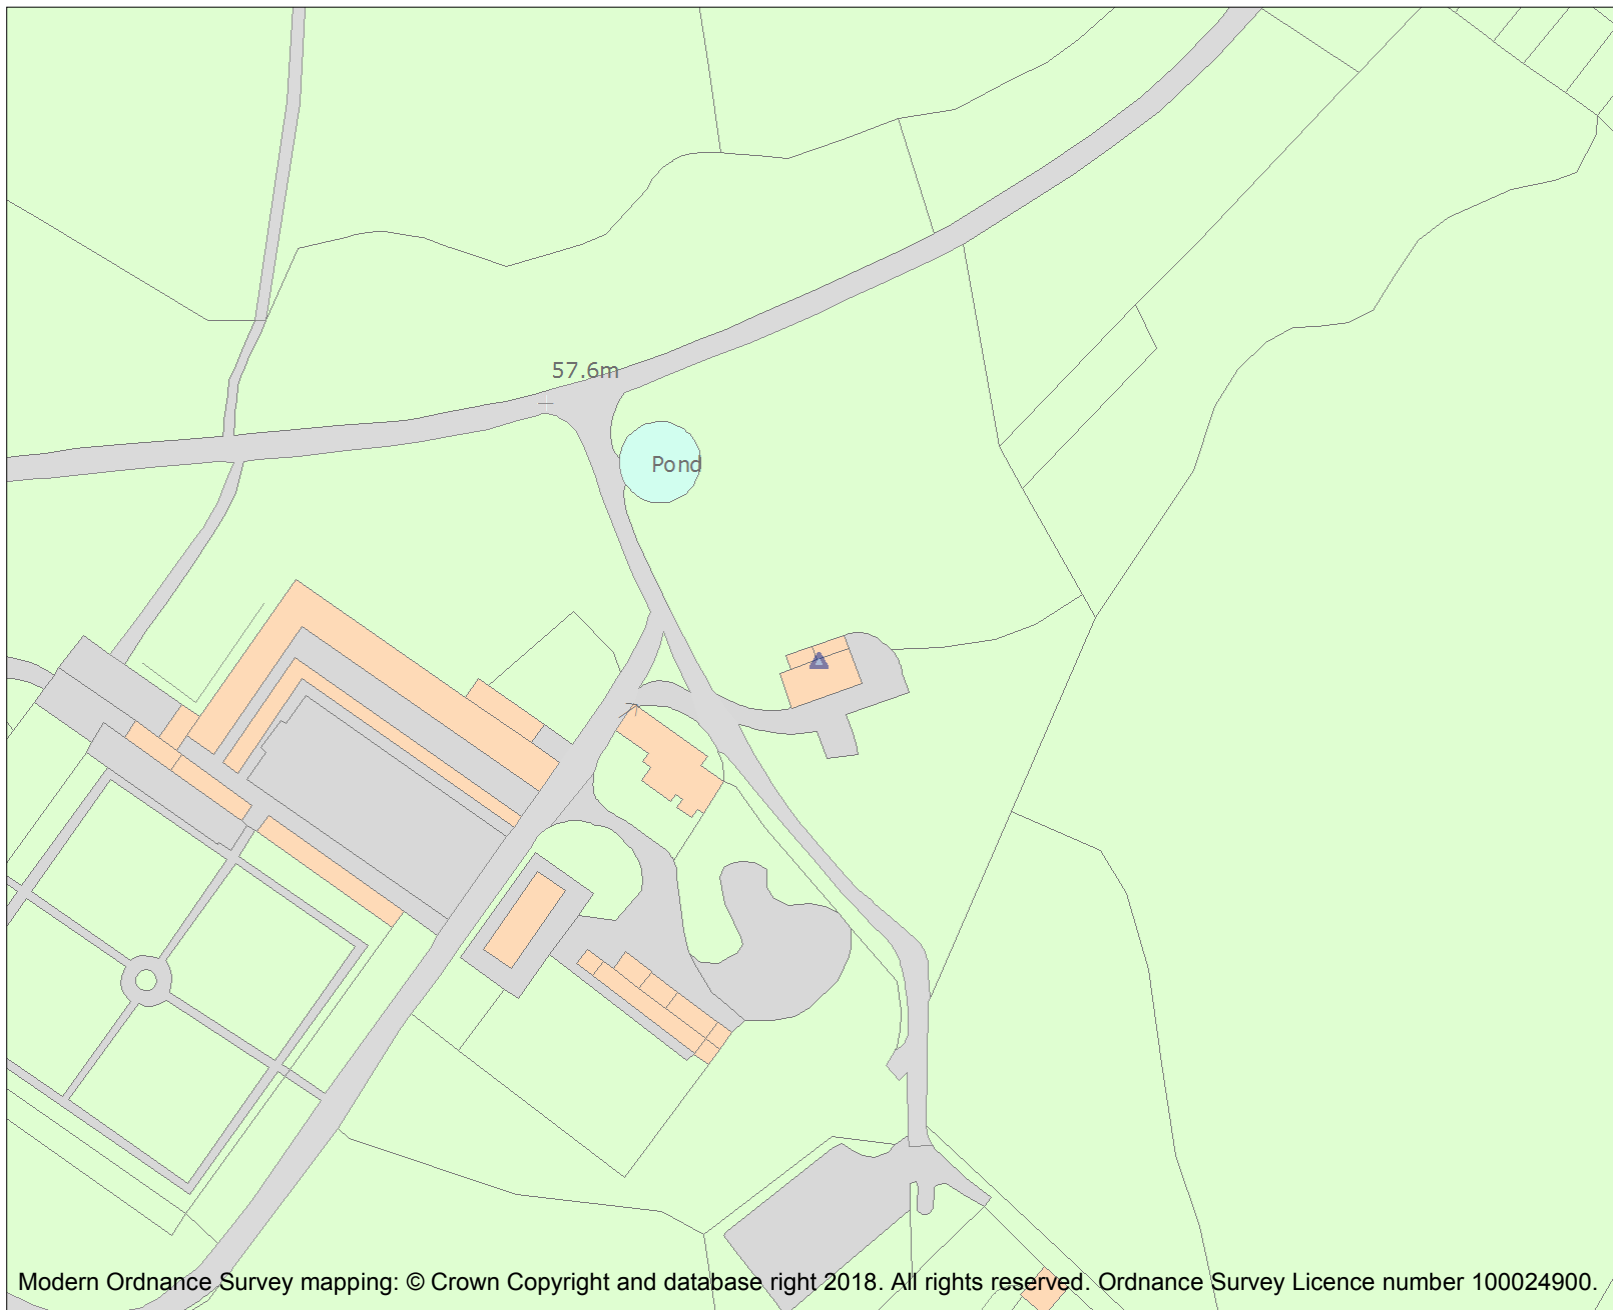 57.6m
Pond
Modern Ordnance Survey mapping: © Crown Copyright and database right 2018. All rights reserved. Ordnance Survey Licence number 100024900.